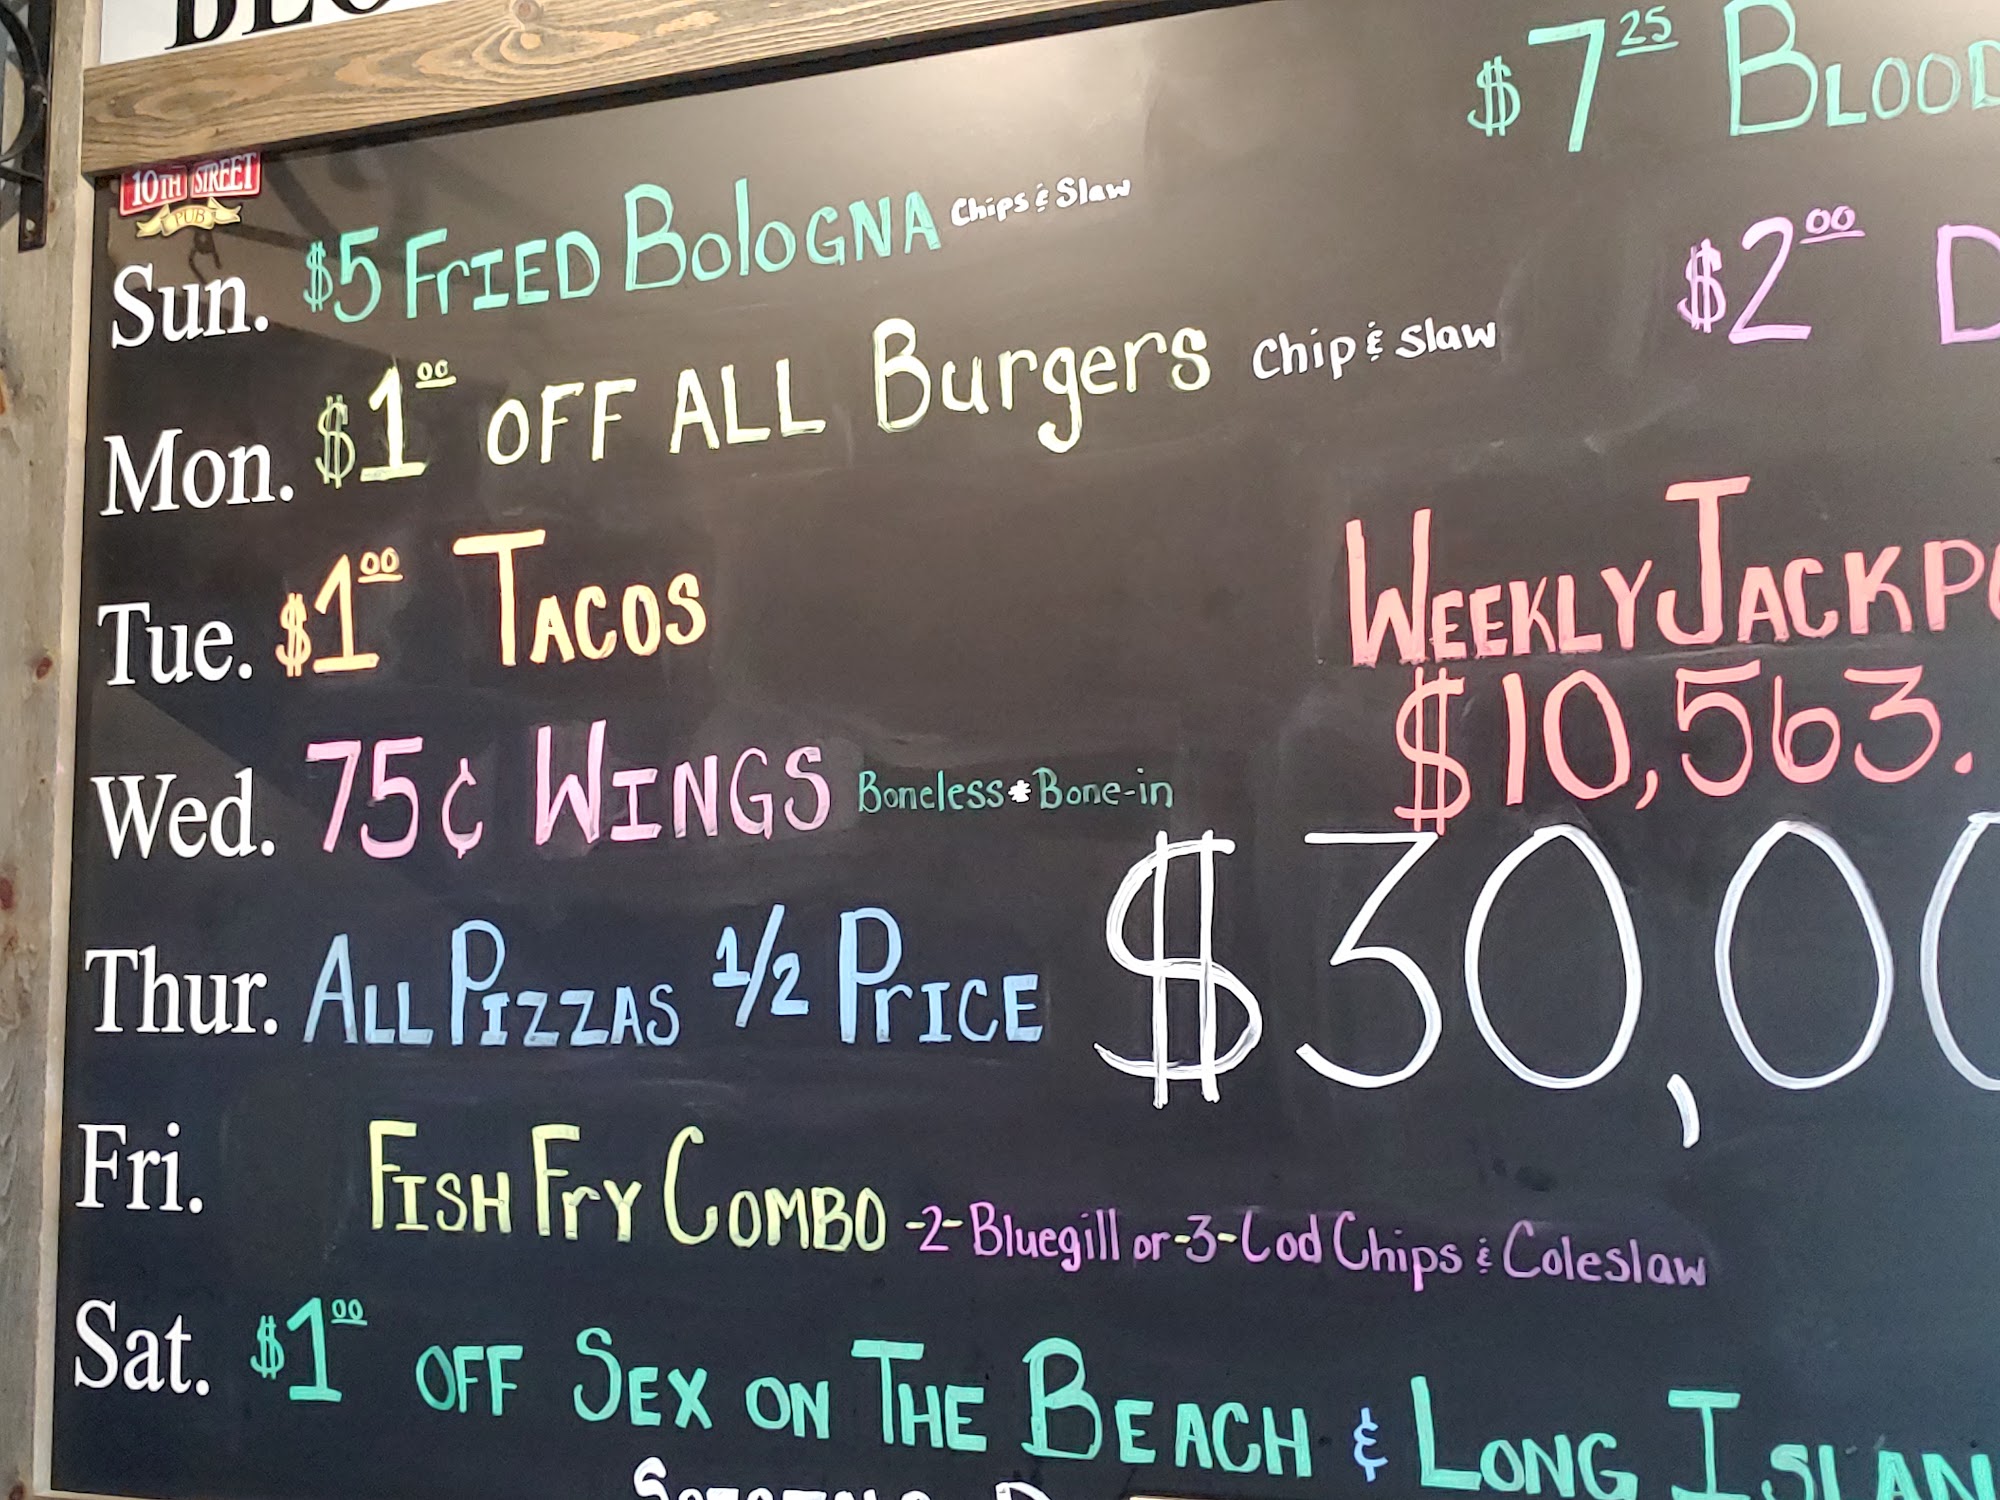 10TH STREET
PUB
Sun. $5 FRIED BOLOGNA Chips & Slaw
$7 25 BLOOD
Mon. $1 00 OFF ALL Burgers Chip & Slaw
$2 00
Tue. $1 00 TACOS
WEEKLY JACKPO
$10,563.
Wed. 75¢ WINGS Boneless * Bone-in
$30,00
Thur. ALL PIZZAS 1/2 PRICE
Fri. FISH FRY COMBO -2- Bluegill or -3- Cod Chips & Coleslaw
Sat. $1 00 OFF SEX ON THE BEACH & LONG ISLAN